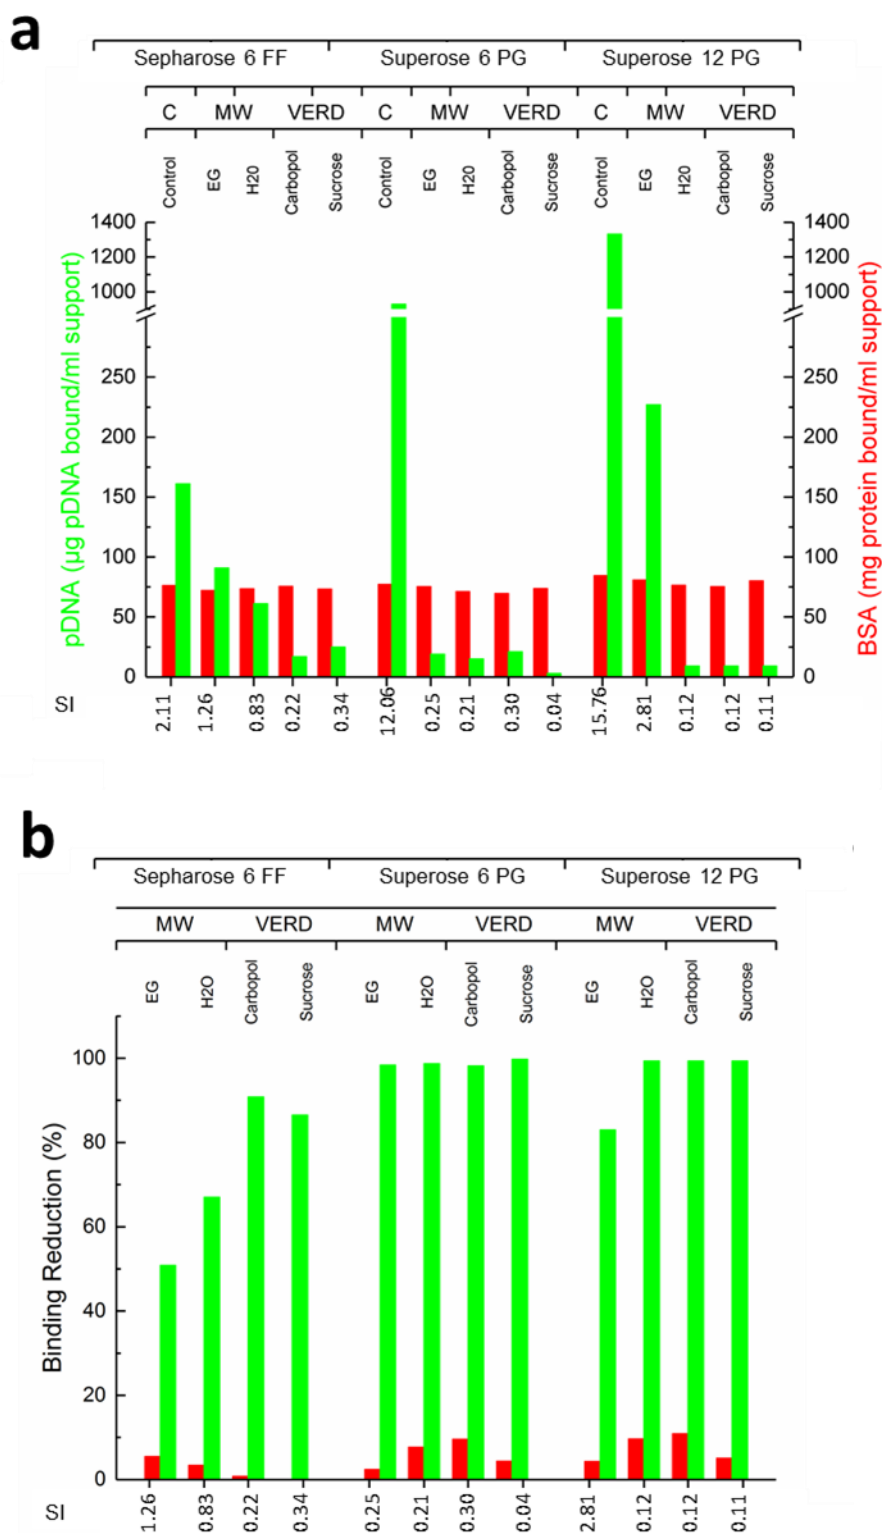 a
Sepharose 6 FF Superose 6 PG Superose 12 PG
C MW VERD C MW VERD C MW VERD
Control EG H20 Carbopol Sucrose Control EG H20 Carbopol Sucrose Control EG H20 Carbopol Sucrose
pDNA (µg pDNA bound/ml support)
1400 1400
1200 1200
1000 1000
250 250
200 200
150 150
100 100
50 50
0 0
BSA (mg protein bound/ml support)
SI 2.11 1.26 0.83 0.22 0.34 12.06 0.25 0.21 0.30 0.04 15.76 2.81 0.12 0.12 0.11
b
Sepharose 6 FF Superose 6 PG Superose 12 PG
MW VERD MW VERD MW VERD
EG H2O Carbopol Sucrose EG H2O Carbopol Sucrose EG H2O Carbopol Sucrose
Binding Reduction (%)
100
80
60
40
20
0
SI 1.26 0.83 0.22 0.34 0.25 0.21 0.30 0.04 2.81 0.12 0.12 0.11